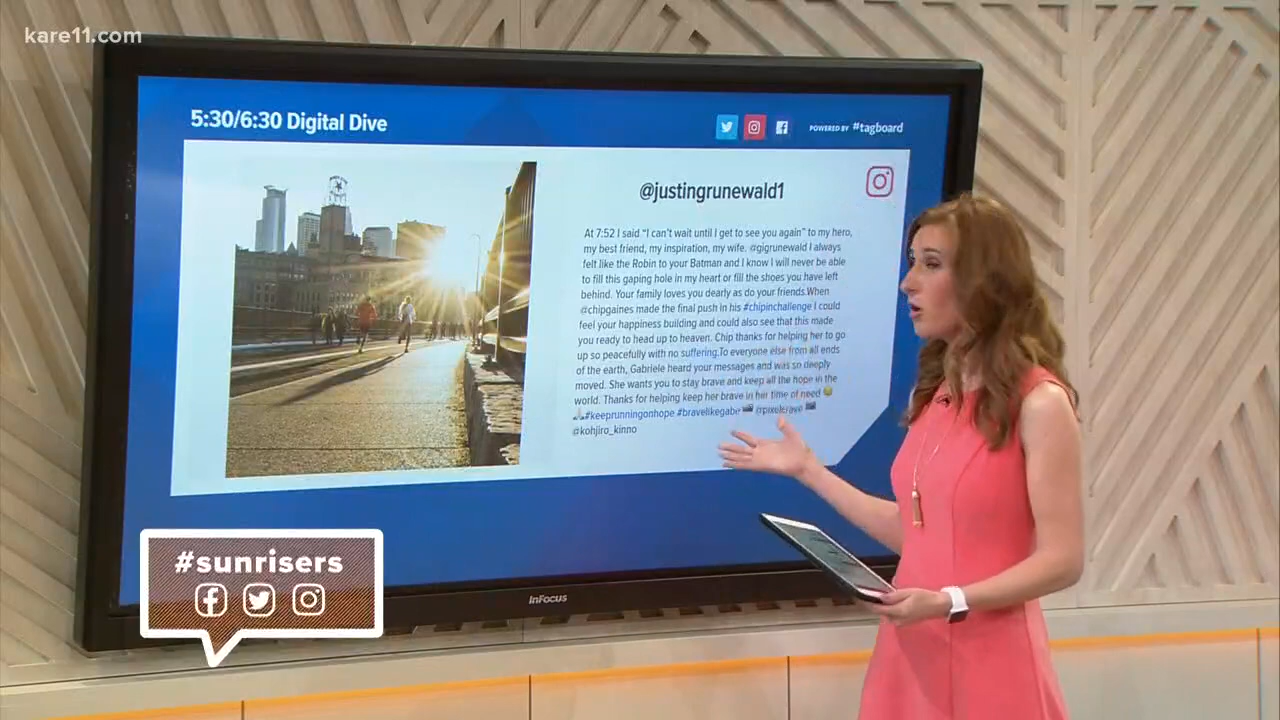 kare11.com
5:30/6:30 Digital Dive
POWERED BY #tagboard
@justingrunewald1
At 7:52 I said "I can't wait until I get to see you again" to my hero,
my best friend, my inspiration, my wife. @gigrunewald I always
felt like the Robin to your Batman and I know I will never be able
to fill this gaping hole in my heart or fill the shoes you have left
behind. Your family loves you dearly as do your friends.When
@chipgaines made the final push in his #chipinchallenge I could
feel your happiness building and could also see that this made
you ready to head up to heaven. Chip thanks for helping her to go
up so peacefully with no suffering.To everyone else from all ends
of the earth, Gabriele heard your messages and was so deeply
moved. She wants you to stay brave and keep all the hope in the
world. Thanks for helping keep her brave in her time of need 😔
🙏#keeprunningonhope #bravelikegabe 📷 @pixelcrave 📷
@kohjiro_kinno
InFocus
#sunrisers